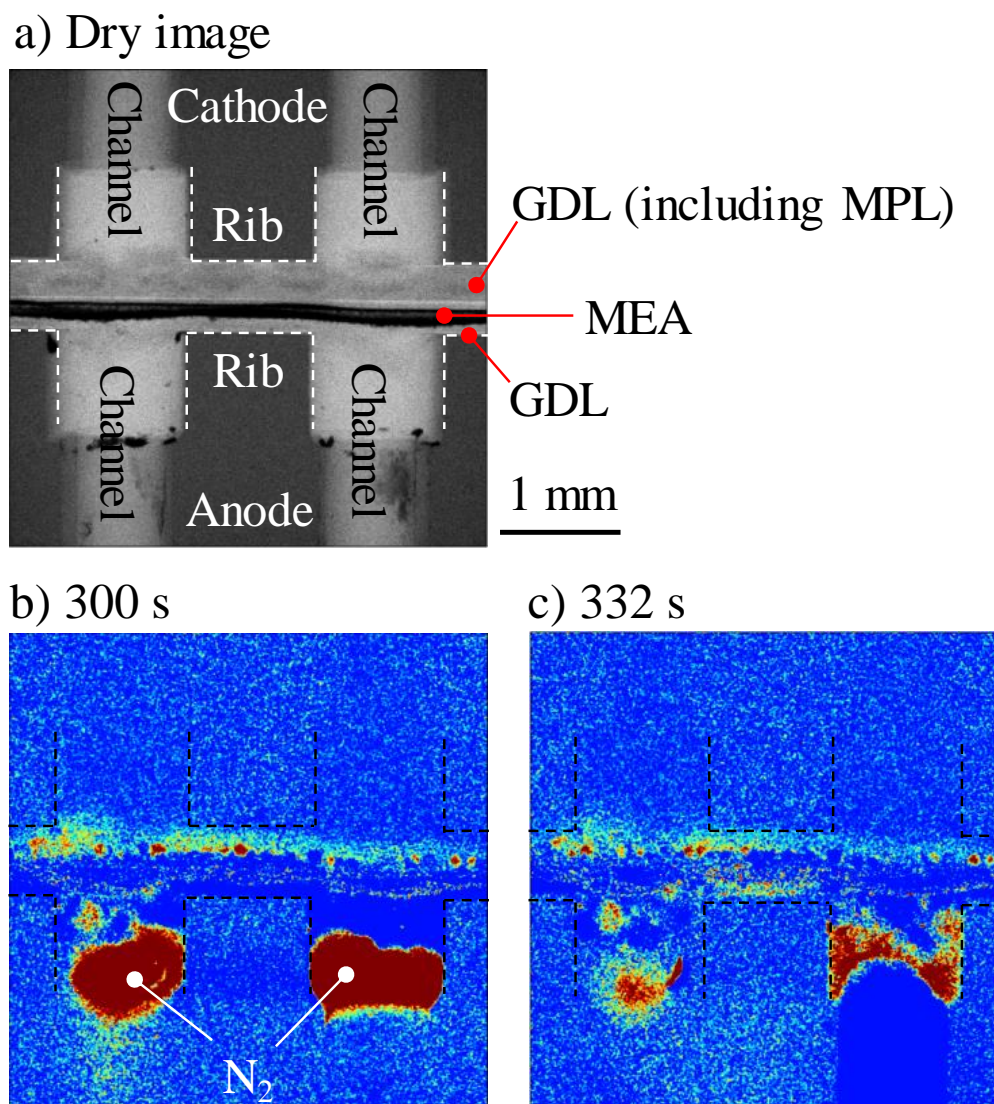 a) Dry image
Channel
Cathode
Channel
Rib
GDL (including MPL)
MEA
Rib
GDL
Channel
Channel
Anode
1 mm
b) 300 s
c) 332 s
N₂